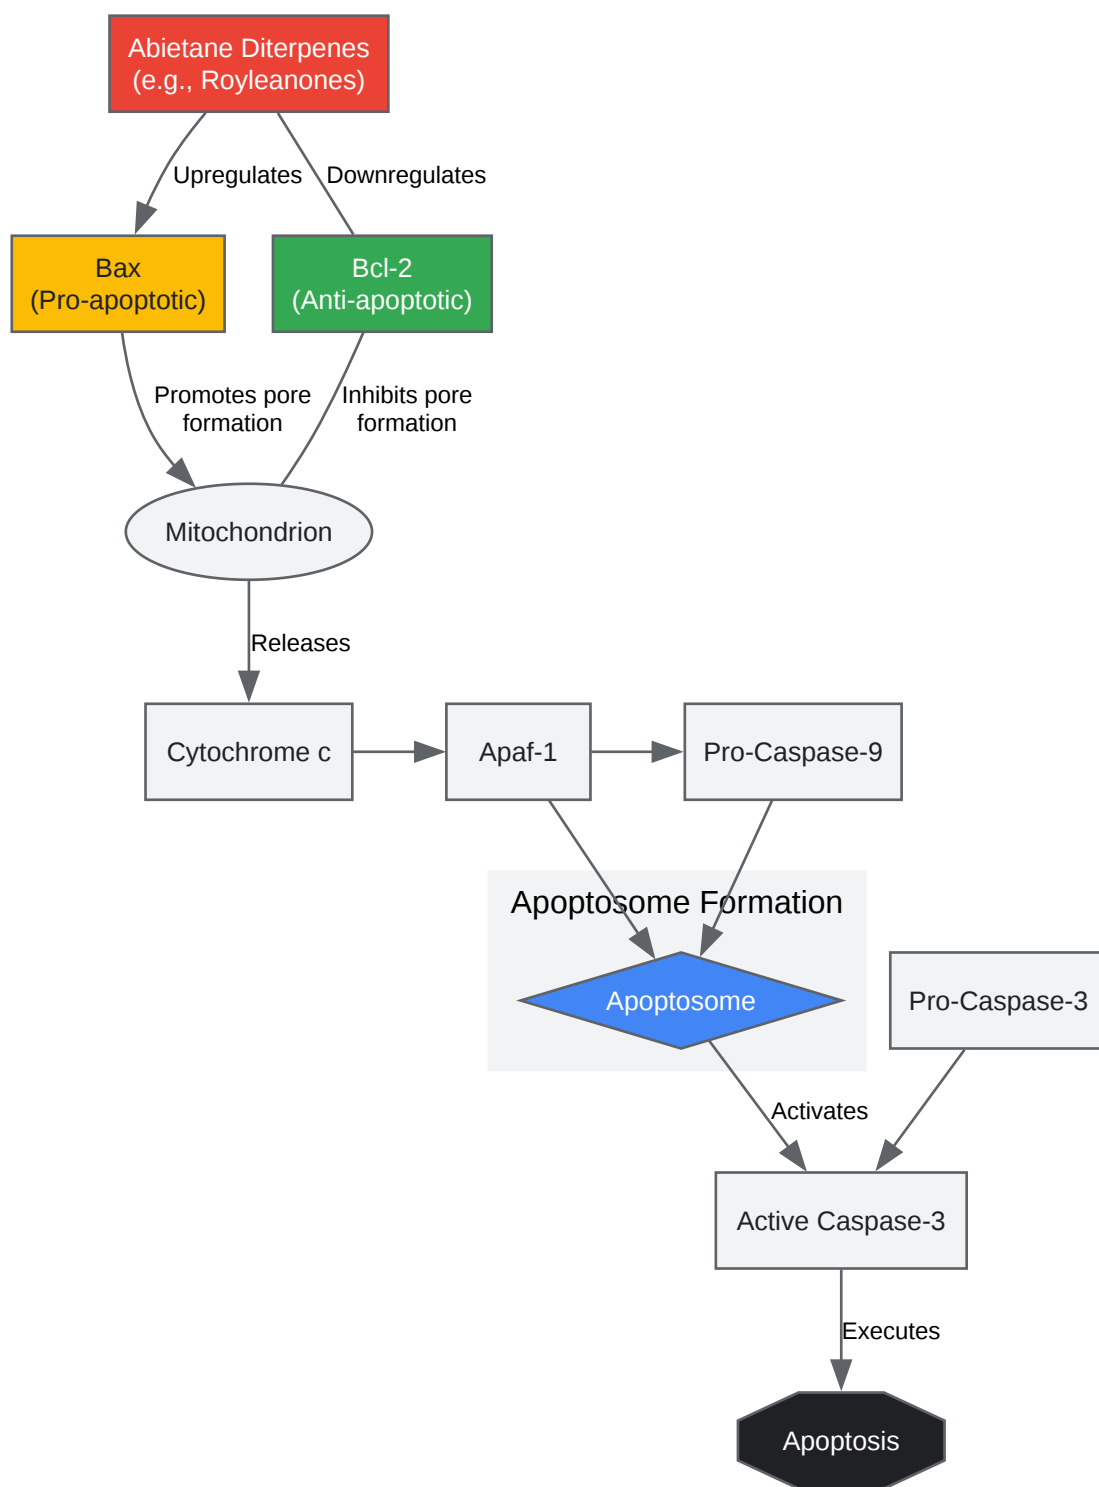 Abietane Diterpenes
(e.g., Royleanones)
Upregulates
Downregulates
Bax
(Pro-apoptotic)
Bcl-2
(Anti-apoptotic)
Promotes pore
formation
Inhibits pore
formation
Mitochondrion
Releases
Cytochrome c
Apaf-1
Pro-Caspase-9
Apoptosome Formation
Apoptosome
Pro-Caspase-3
Activates
Active Caspase-3
Executes
Apoptosis